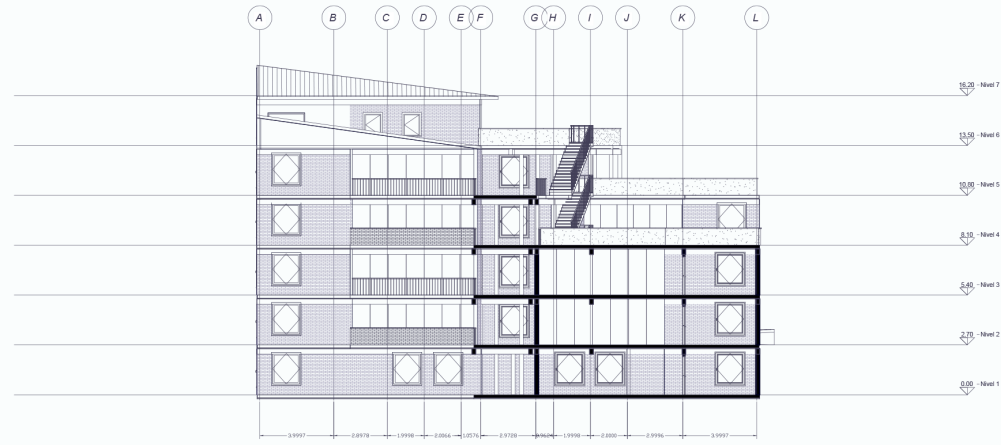 A B C D E F G H I J K L
16.20 - Nivel 7
13.50 - Nivel 6
10.80 - Nivel 5
8.10 - Nivel 4
5.40 - Nivel 3
2.70 - Nivel 2
0.00 - Nivel 1
3.9997 2.8978 1.9998 2.0066 1.0576 2.9728 1.9998 2.0000 2.9996 3.9997